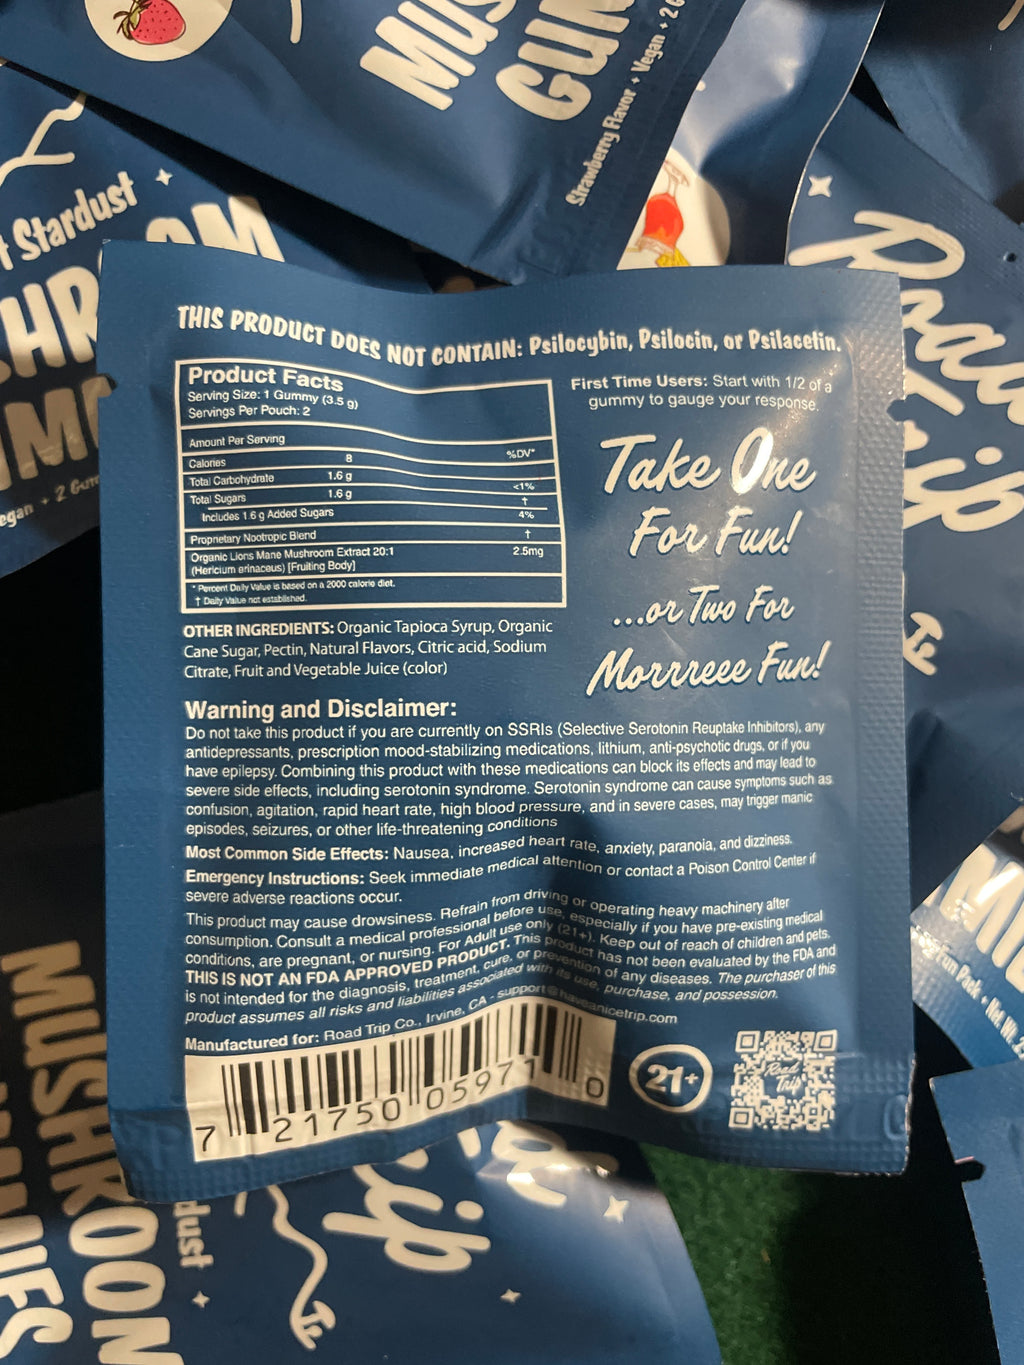 MUS
GUM
Strawberry Flavor + Vegan + 2 G
Stardust
Road
Trip
THIS PRODUCT DOES NOT CONTAIN: Psilocybin, Psilocin, or Psilacetin.
Product Facts
Serving Size: 1 Gummy (3.5 g)
Servings Per Pouch: 2
Amount Per Serving
%DV*
Calories 8
Total Carbohydrate 1.6 g <1%
Total Sugars 1.6 g †
Includes 1.6 g Added Sugars 4%
Proprietary Nootropic Blend †
Organic Lions Mane Mushroom Extract 20:1 2.5mg
(Hericium erinaceus) [Fruiting Body]
* Percent Daily Value is based on a 2000 calorie diet.
† Daily Value not established.
First Time Users: Start with 1/2 of a
gummy to gauge your response.
Take One
For Fun!
...or Two For
Morrreee Fun!
OTHER INGREDIENTS: Organic Tapioca Syrup, Organic
Cane Sugar, Pectin, Natural Flavors, Citric acid, Sodium
Citrate, Fruit and Vegetable Juice (color)
Warning and Disclaimer:
Do not take this product if you are currently on SSRIs (Selective Serotonin Reuptake Inhibitors), any
antidepressants, prescription mood-stabilizing medications, lithium, anti-psychotic drugs, or if you
have epilepsy. Combining this product with these medications can block its effects and may lead to
severe side effects, including serotonin syndrome. Serotonin syndrome can cause symptoms such as
confusion, agitation, rapid heart rate, high blood pressure, and in severe cases, may trigger manic
episodes, seizures, or other life-threatening conditions
Most Common Side Effects: Nausea, increased heart rate, anxiety, paranoia, and dizziness.
Emergency Instructions: Seek immediate medical attention or contact a Poison Control Center if
severe adverse reactions occur.
This product may cause drowsiness. Refrain from driving or operating heavy machinery after
consumption. Consult a medical professional before use, especially if you have pre-existing medical
conditions, are pregnant, or nursing. For Adult use only (21+). Keep out of reach of children and pets.
THIS IS NOT AN FDA APPROVED PRODUCT. This product has not been evaluated by the FDA and
is not intended for the diagnosis, treatment, cure, or prevention of any diseases. The purchaser of this
product assumes all risks and liabilities associated with its use, purchase, and possession.
Manufactured for: Road Trip Co., Irvine, CA - support@haveanicetrip.com
7 21750 05971 0
21+
Road
Trip
MUSHROOM